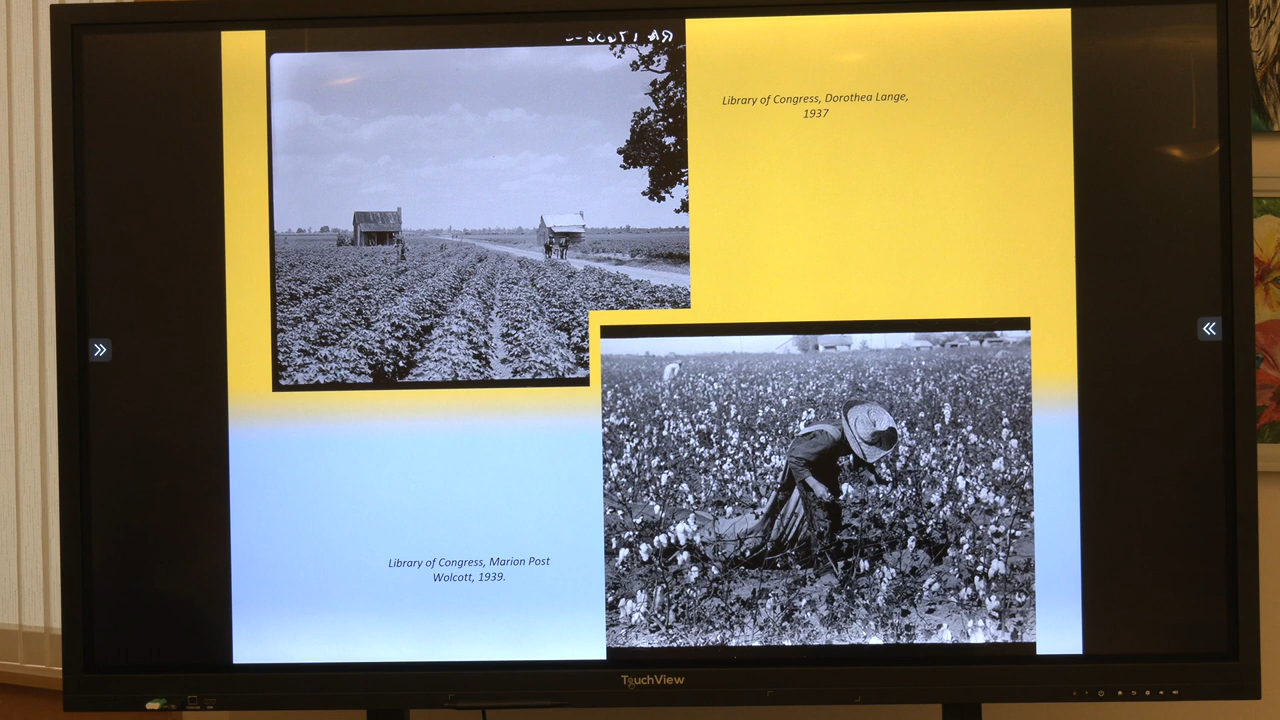 Library of Congress, Dorothea Lange,
1937
Library of Congress, Marion Post
Wolcott, 1939.
TouchView